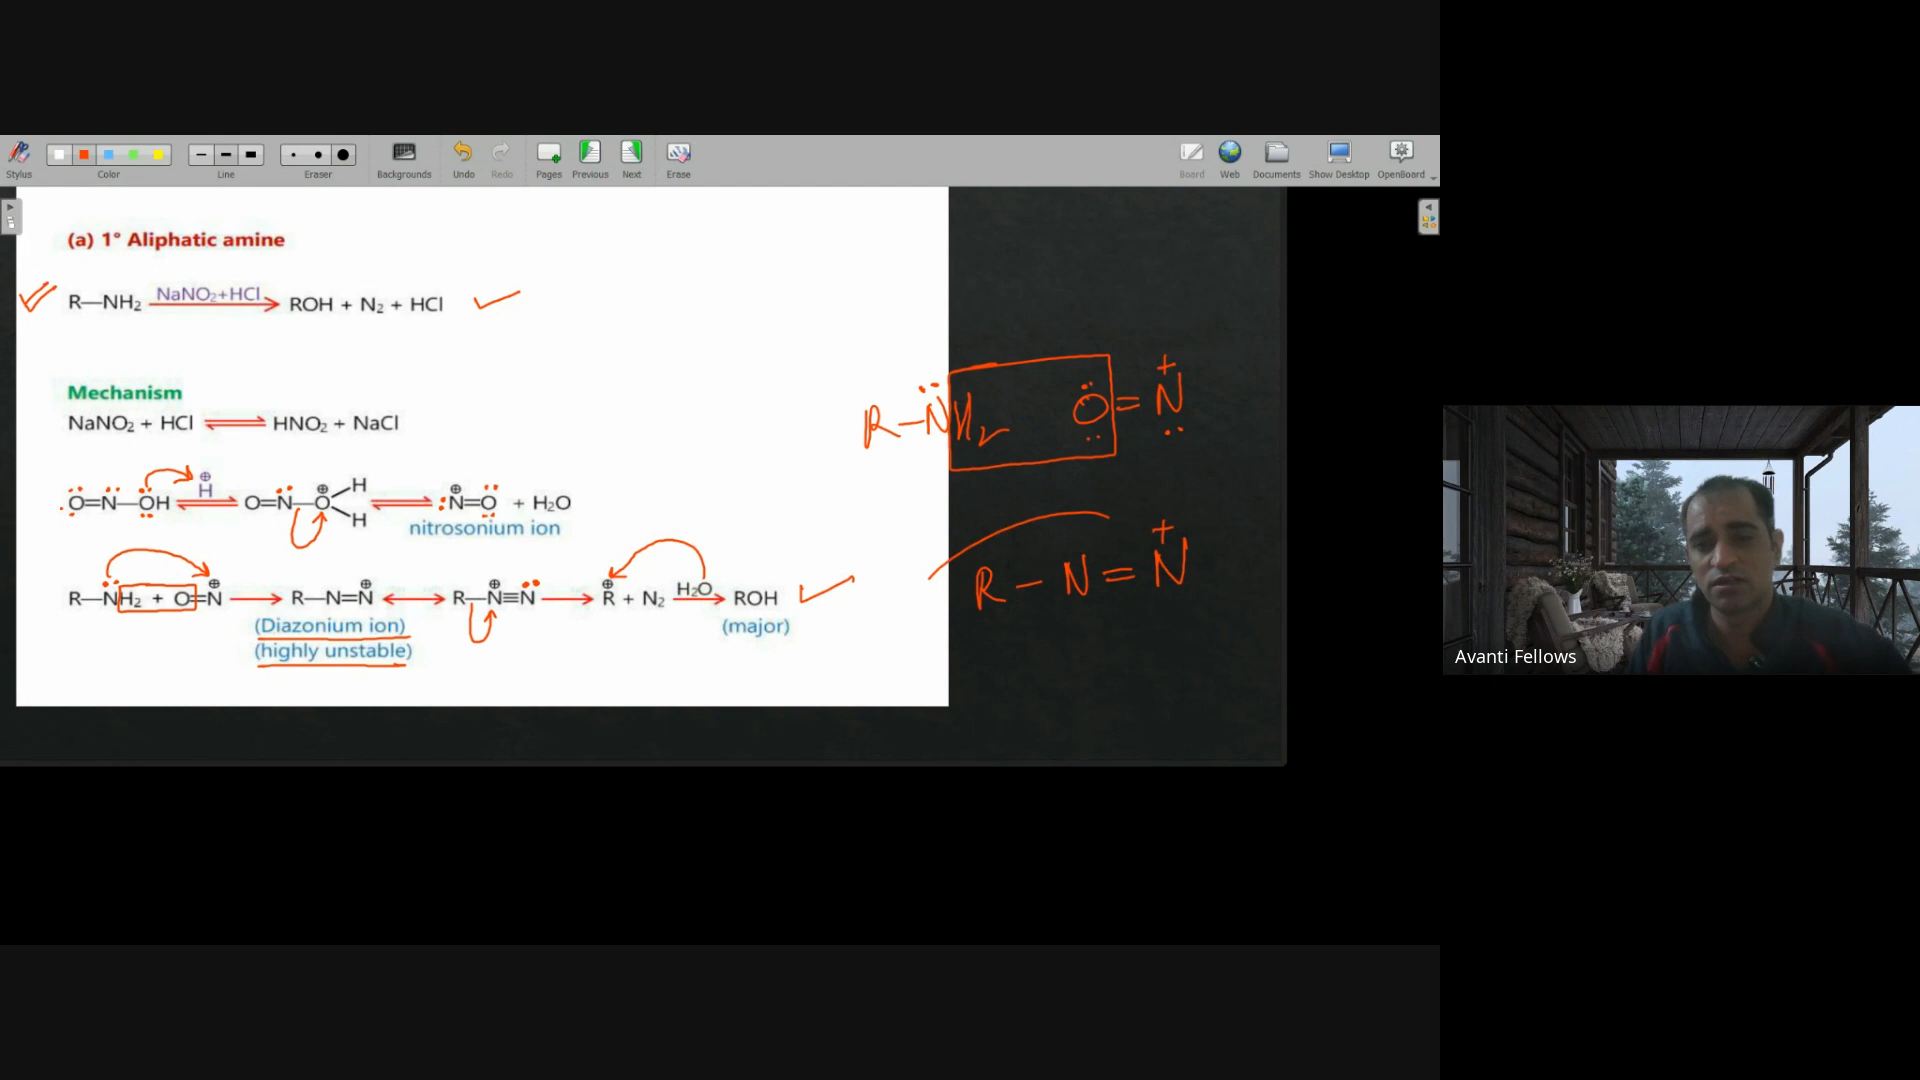 Stylus Color Line Eraser Backgrounds Undo Redo Pages Previous Next Erase Board Web Documents Show Desktop OpenBoard
(a) 1° Aliphatic amine
R—NH₂ NaNO₂+HCl → ROH + N₂ + HCl
Mechanism
NaNO₂ + HCl ⇌ HNO₂ + NaCl
O=N—OH ⇌ H⊕ O=N—O⊕ H H ⇌ :N⊕=O + H₂O
nitrosonium ion
R—NH₂ + O=N⊕ → R—N=N⊕ ↔ R—N⊕≡N → R⊕ + N₂ H₂O → ROH
(Diazonium ion) (major)
(highly unstable)
R–NH₂ O=N+
R–N=N+
Avanti Fellows